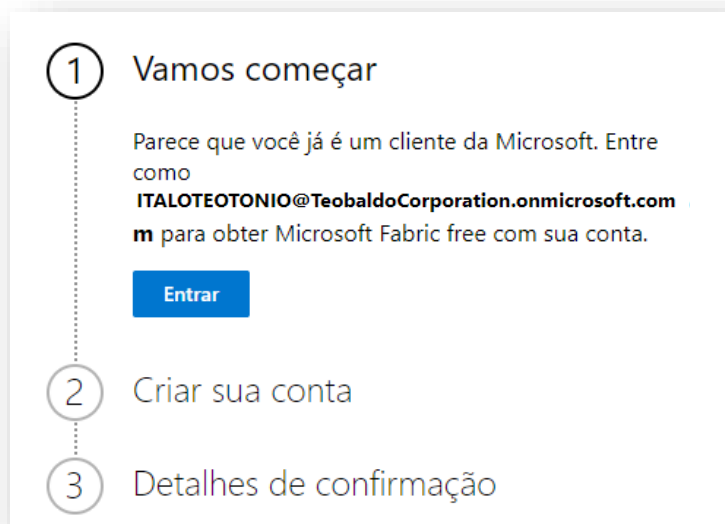 1 Vamos começar
Parece que você já é um cliente da Microsoft. Entre
como
ITALOTEOTONIO@TeobaldoCorporation.onmicrosoft.com
m para obter Microsoft Fabric free com sua conta.
Entrar
2 Criar sua conta
3 Detalhes de confirmação